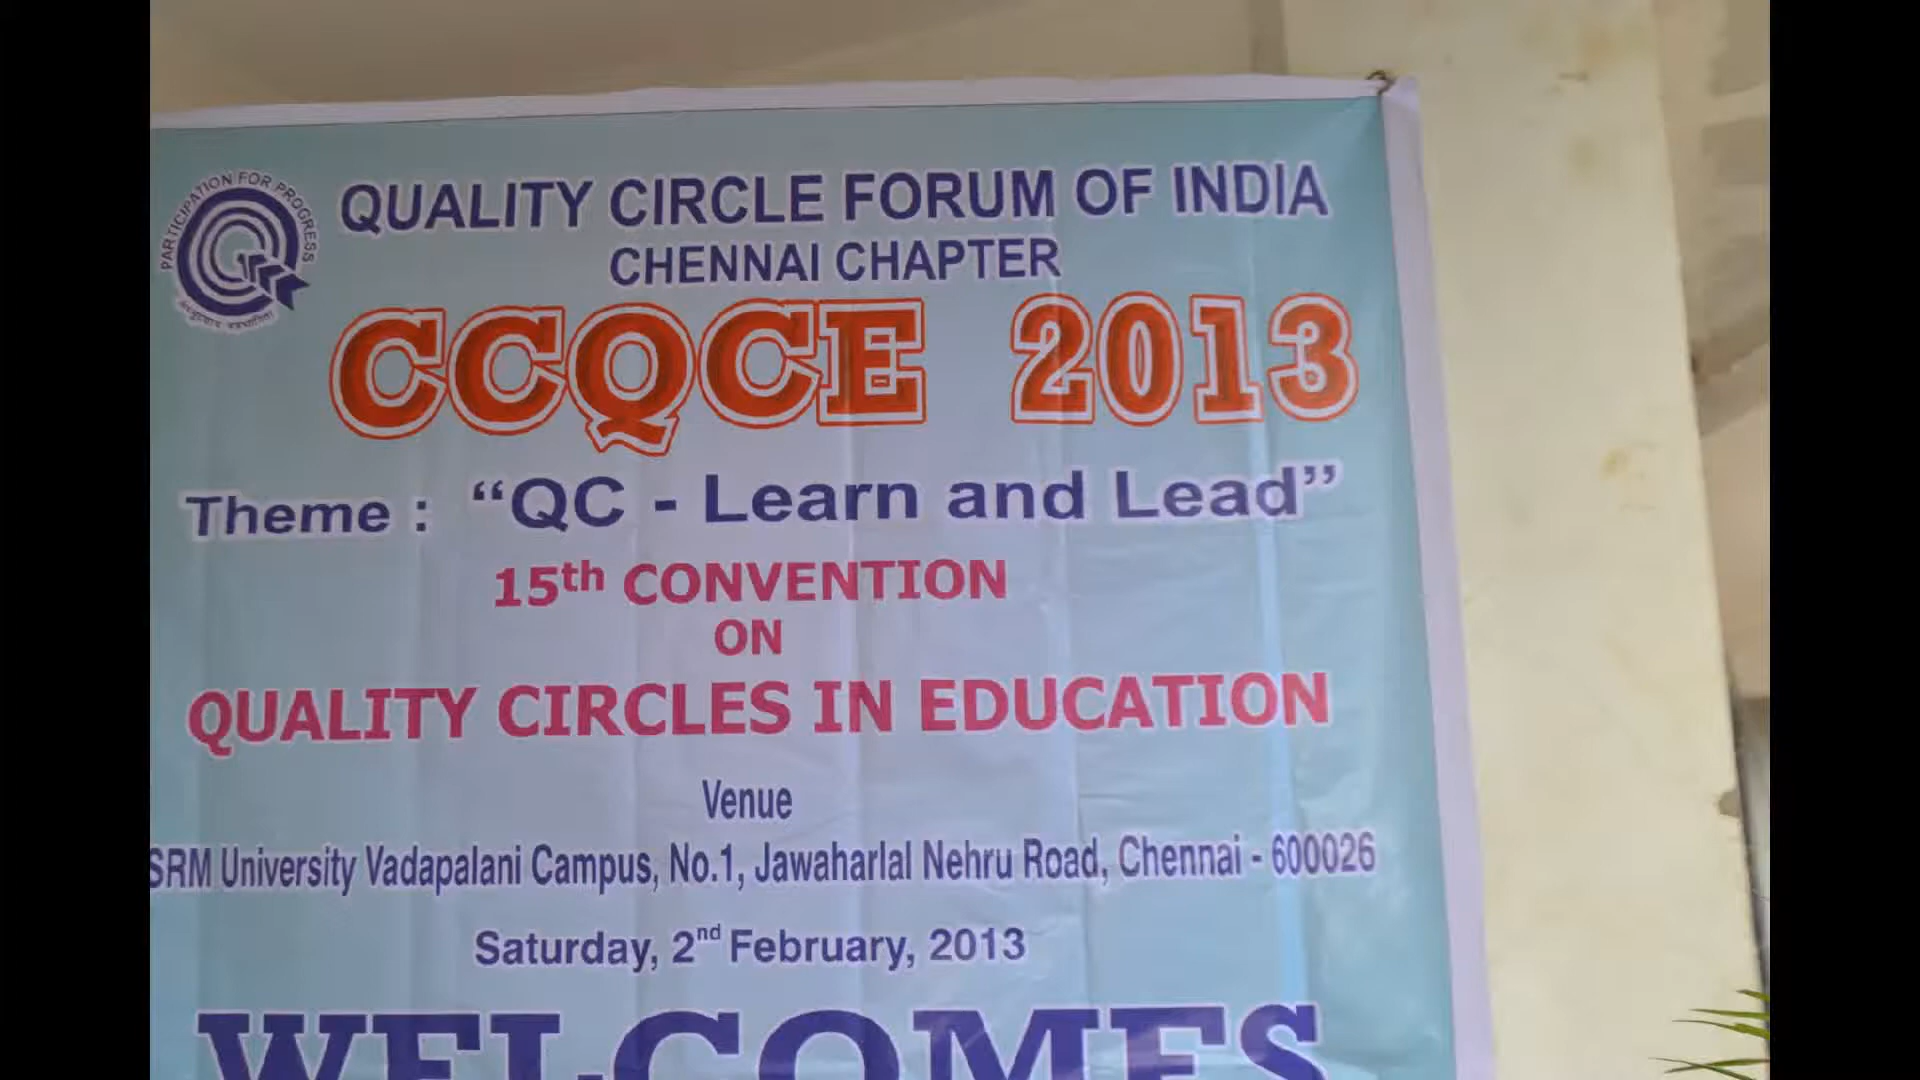 PARTICIPATION FOR PROGRESS
QUALITY CIRCLE FORUM OF INDIA
CHENNAI CHAPTER
CCQCE 2013
Theme : “QC - Learn and Lead”
15th CONVENTION
ON
QUALITY CIRCLES IN EDUCATION
Venue
SRM University Vadapalani Campus, No.1, Jawaharlal Nehru Road, Chennai - 600026
Saturday, 2nd February, 2013
WELCOMES